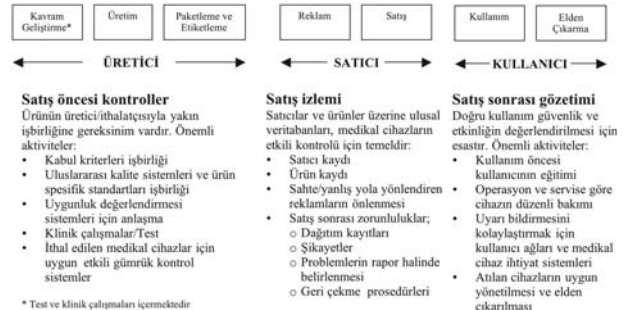 Kavram
Geliştirme*
Üretim
Paketleme ve
Etiketleme
Reklam
Satış
Kullanım
Elden
Çıkarma
ÜRETİCİ
SATICI
KULLANICI
Satış öncesi kontroller
Ürünün üretici/ithalatçısıyla yakın
işbirliğine gereksinim vardır. Önemli
aktiviteler:
• Kabul kriterleri işbirliği
• Uluslararası kalite sistemleri ve ürün
spesifik standartları işbirliği
• Uygunluk değerlendirmesi
sistemleri için anlaşma
• Klinik çalışmalar/Test
• İthal edilen medikal cihazlar için
uygun etkili gümrük kontrol
sistemler
* Test ve klinik çalışmaları içermektedir
Satış izlemi
Satıcılar ve ürünler üzerine ulusal
veritabanları, medikal cihazların
etkili kontrolü için temeldir:
• Satıcı kaydı
• Ürün kaydı
• Sahte/yanlış yola yönlendiren
reklamların önlenmesi
• Satış sonrası zorunluluklar;
o Dağıtım kayıtları
o Şikayetler
o Problemlerin rapor halinde
belirlenmesi
o Geri çekme prosedürleri
Satış sonrası gözetimi
Doğru kullanım güvenlik ve
etkinliğin değerlendirilmesi için
esastır. Önemli aktiviteler:
• Kullanım öncesi
kullanıcının eğitimi
• Operasyon ve servise göre
cihazın düzenli bakımı
• Uyarı bildirmesini
kolaylaştırmak için
kullanıcı ağları ve medikal
cihaz ihtiyat sistemleri
• Atılan cihazların uygun
yönetilmesi ve elden
çıkarılması